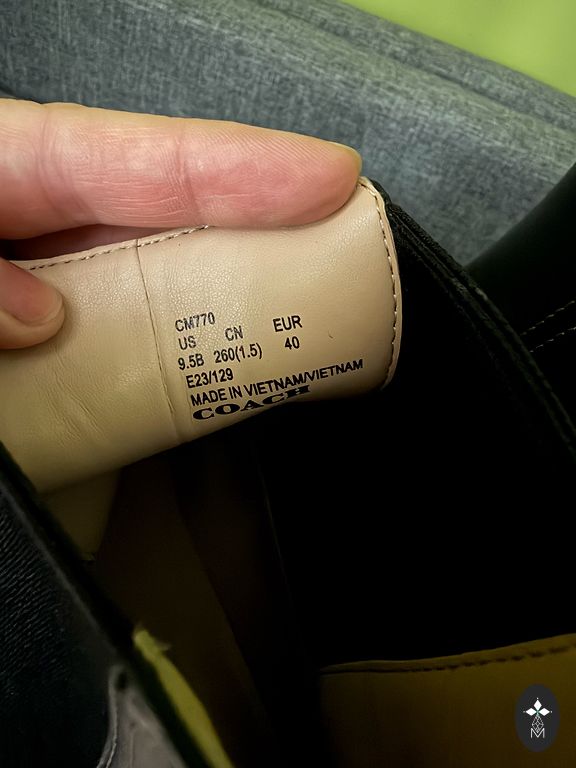 CM770
US CN EUR
9.5B 260(1.5) 40
E23/129
MADE IN VIETNAM/VIETNAM
COACH
M